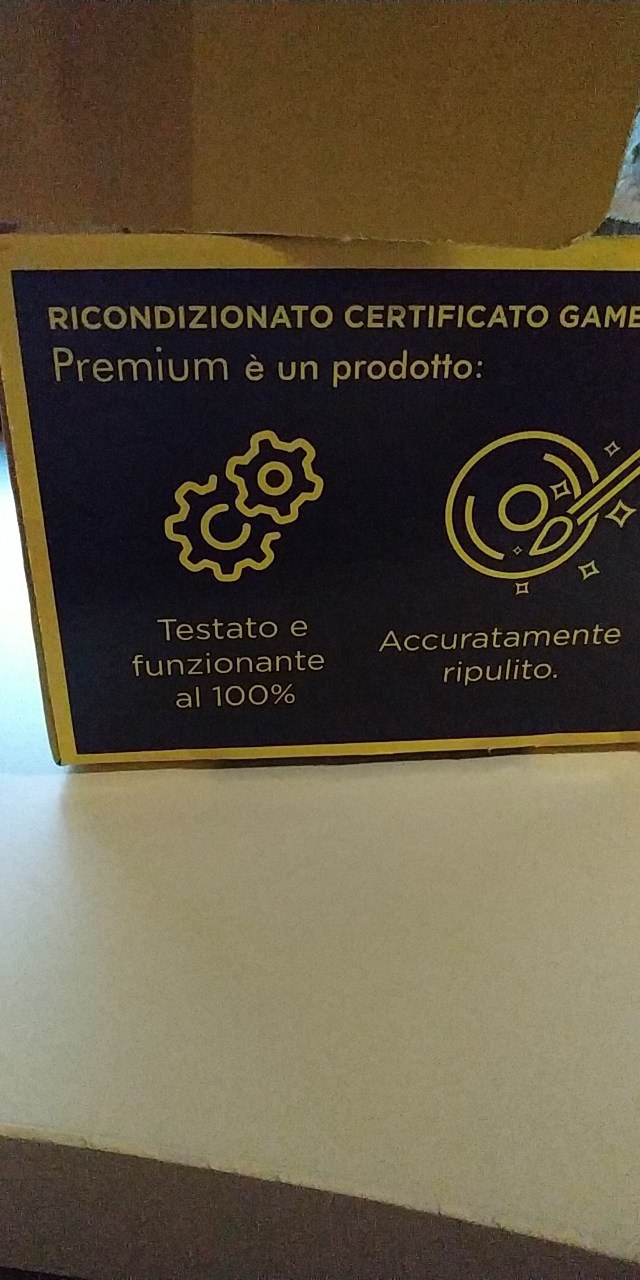 RICONDIZIONATO CERTIFICATO GAME
Premium è un prodotto:
Testato e
funzionante
al 100%
Accuratamente
ripulito.